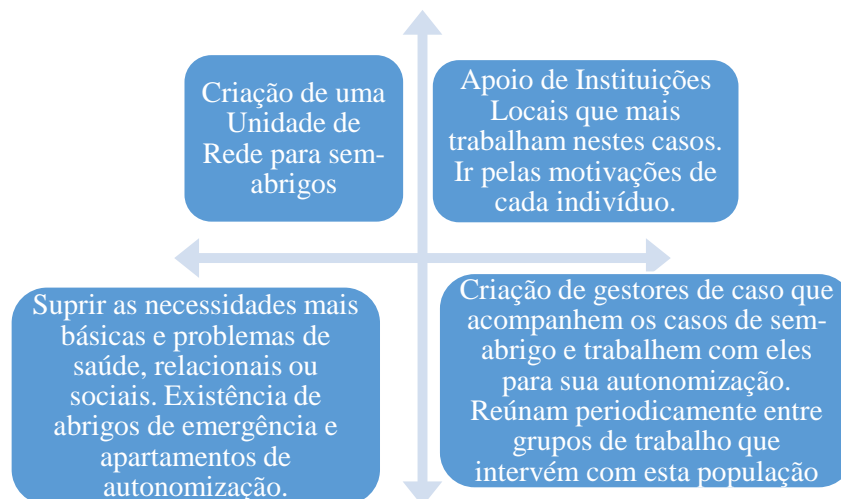 Criação de uma
Unidade de
Rede para sem-
abrigos
Apoio de Instituições
Locais que mais
trabalham nestes casos.
Ir pelas motivações de
cada indivíduo.
Suprir as necessidades mais
básicas e problemas de
saúde, relacionais ou
sociais. Existência de
abrigos de emergência e
apartamentos de
autonomização.
Criação de gestores de caso que
acompanhem os casos de sem-
abrigo e trabalhem com eles
para sua autonomização.
Reúnam periodicamente entre
grupos de trabalho que
intervém com esta população